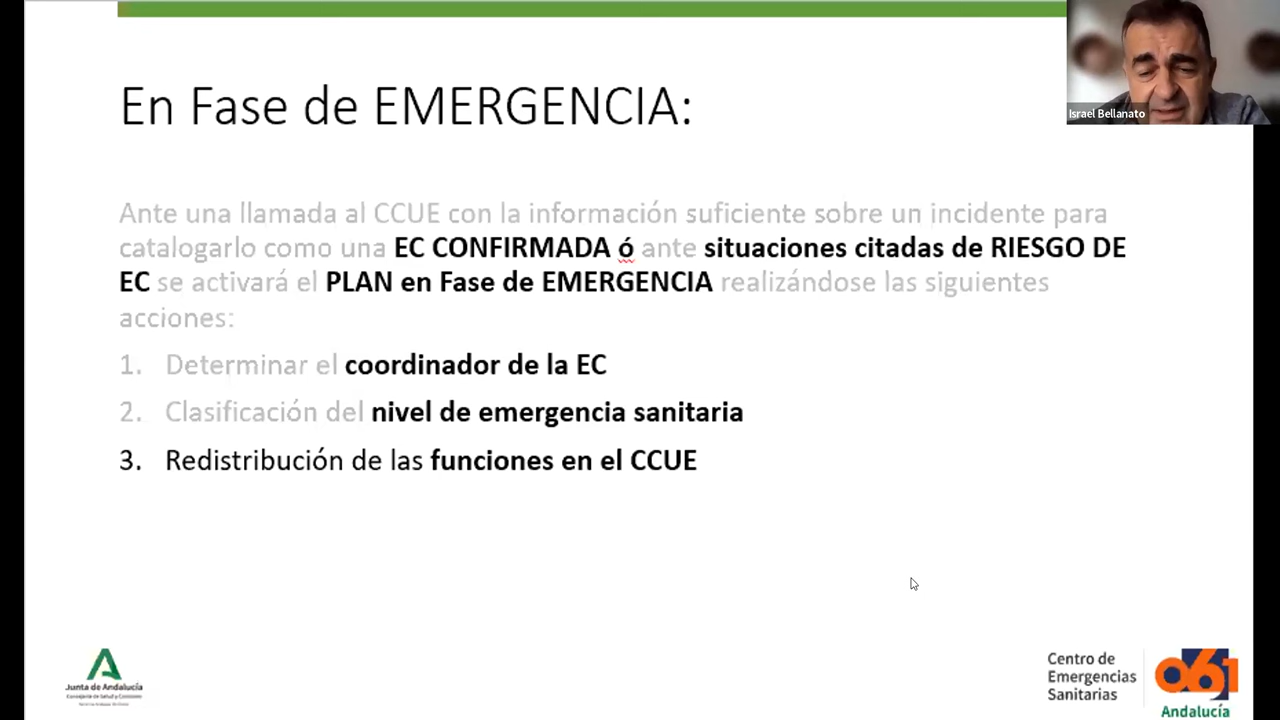 En Fase de EMERGENCIA:
Israel Bellanato
Ante una llamada al CCUE con la información suficiente sobre un incidente para
catalogarlo como una EC CONFIRMADA ó ante situaciones citadas de RIESGO DE
EC se activará el PLAN en Fase de EMERGENCIA realizándose las siguientes
acciones:
1. Determinar el coordinador de la EC
2. Clasificación del nivel de emergencia sanitaria
3. Redistribución de las funciones en el CCUE
Junta de Andalucía
Consejería de Salud y Consumo
Centro de
Emergencias
Sanitarias
061
Andalucía